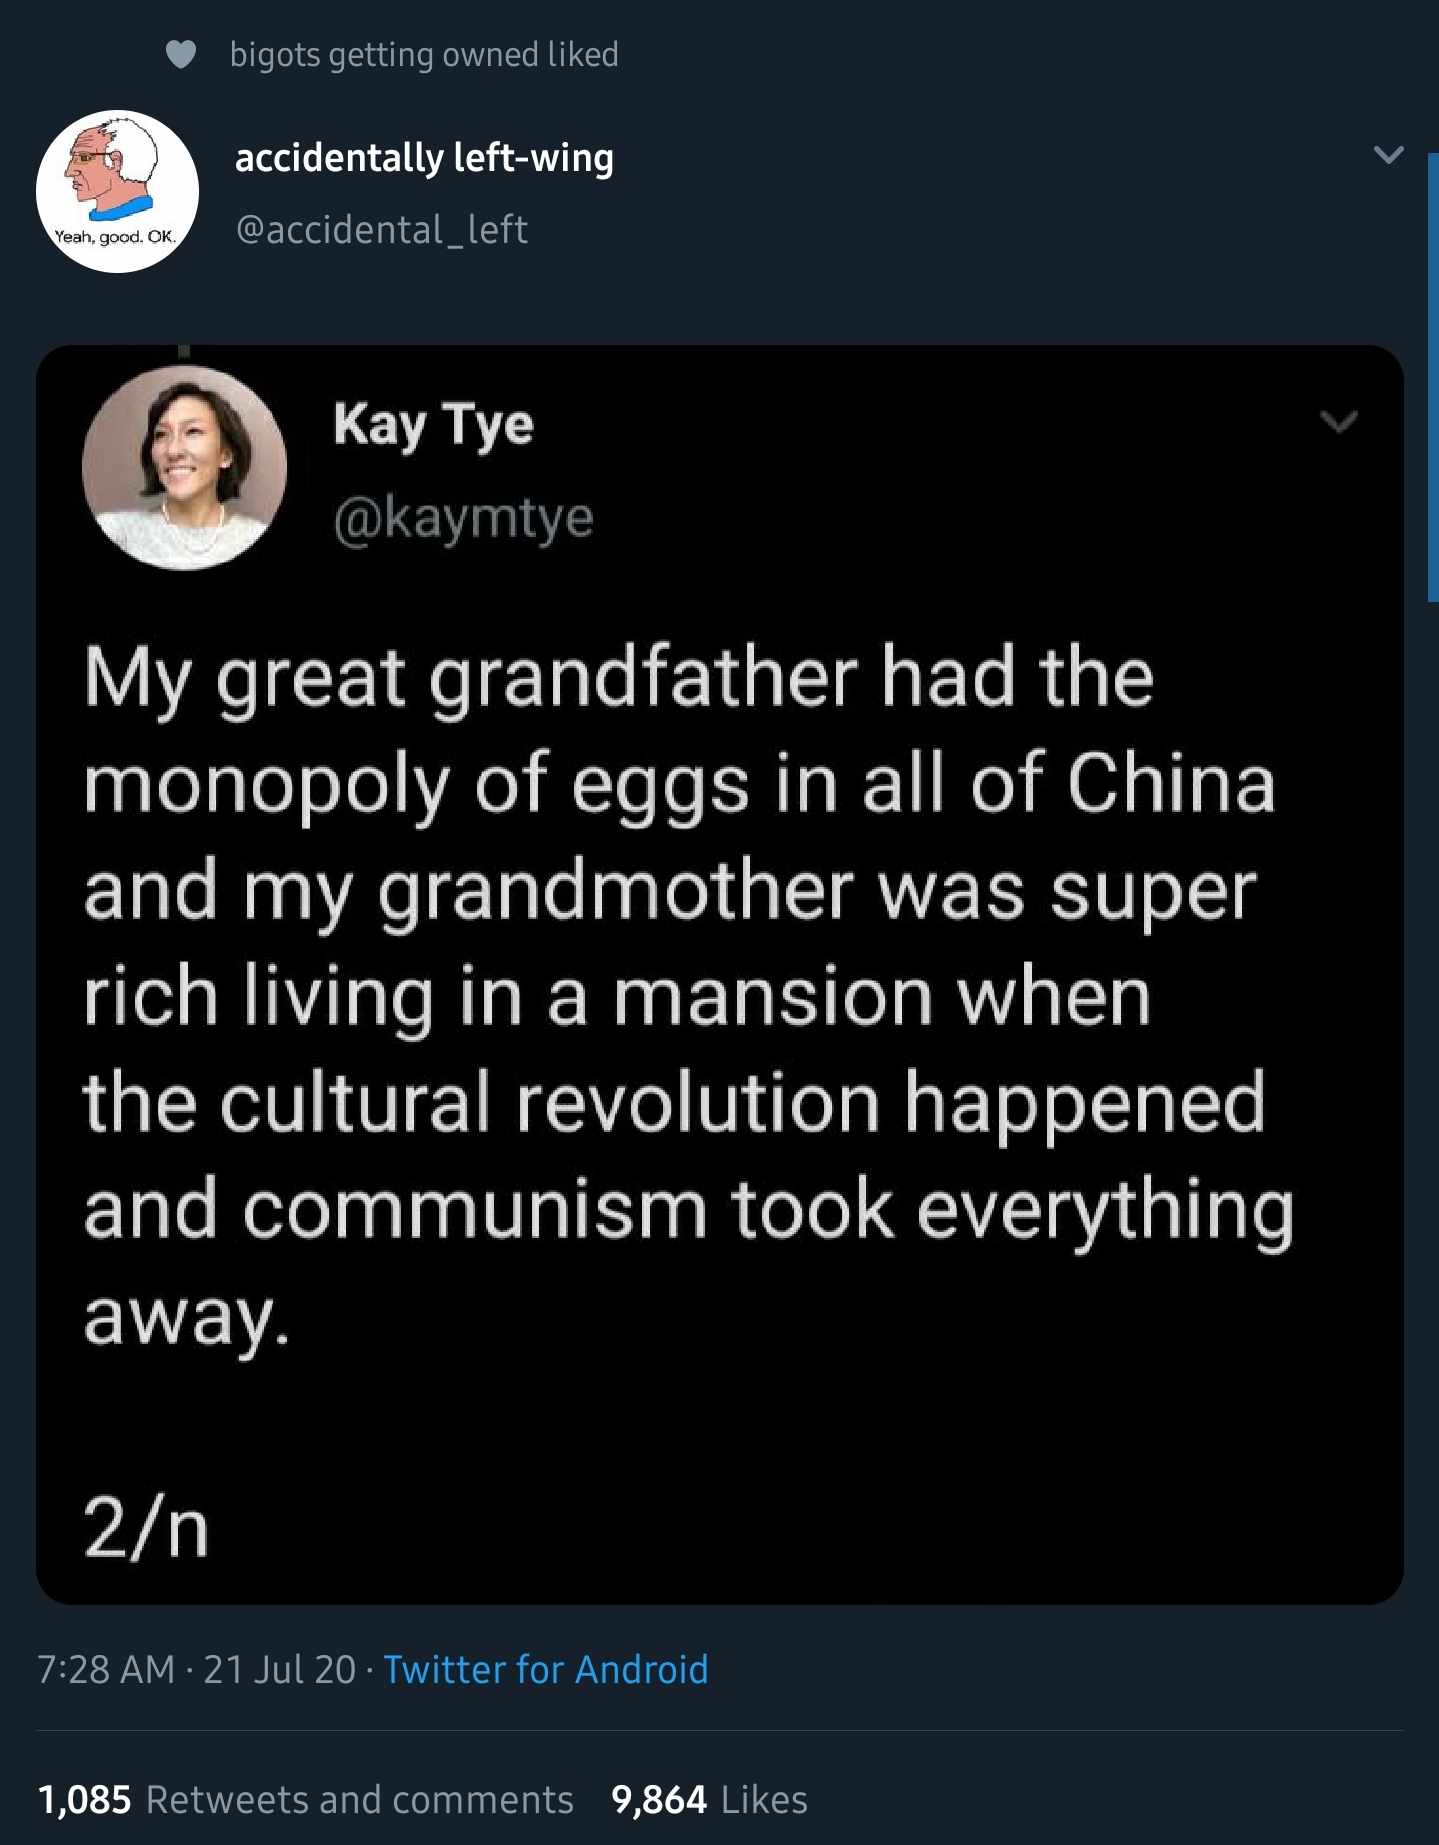 bigots getting owned liked
accidentally left-wing
@accidental_left
Yeah, good. OK.
Kay Tye
@kaymtye
My great grandfather had the
monopoly of eggs in all of China
and my grandmother was super
rich living in a mansion when
the cultural revolution happened
and communism took everything
away.
2/n
7:28 AM · 21 Jul 20 · Twitter for Android
1,085 Retweets and comments 9,864 Likes